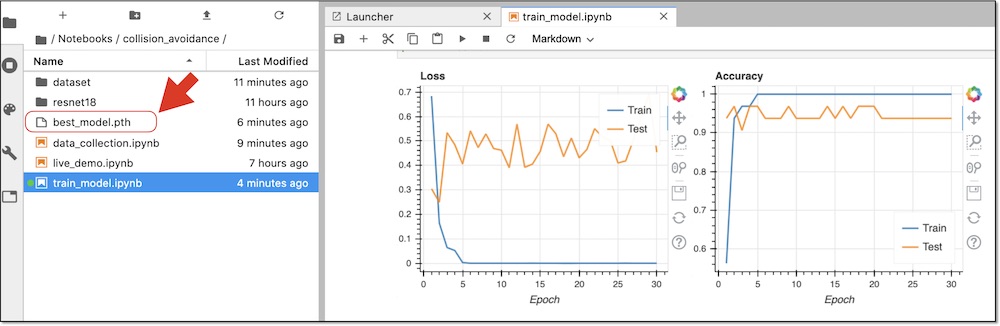 Launcher
train_model.ipynb
/ Notebooks / collision_avoidance /
Markdown
Name
Last Modified
dataset
11 minutes ago
resnet18
11 hours ago
best_model.pth
6 minutes ago
data_collection.ipynb
9 minutes ago
live_demo.ipynb
7 hours ago
train_model.ipynb
4 minutes ago
Loss
0.7
0.6
0.5
0.4
0.3
0.2
0.1
0
0
5
10
15
20
25
30
Epoch
Train
Test
Accuracy
1
0.9
0.8
0.7
0.6
0
5
10
15
20
25
30
Epoch
Train
Test